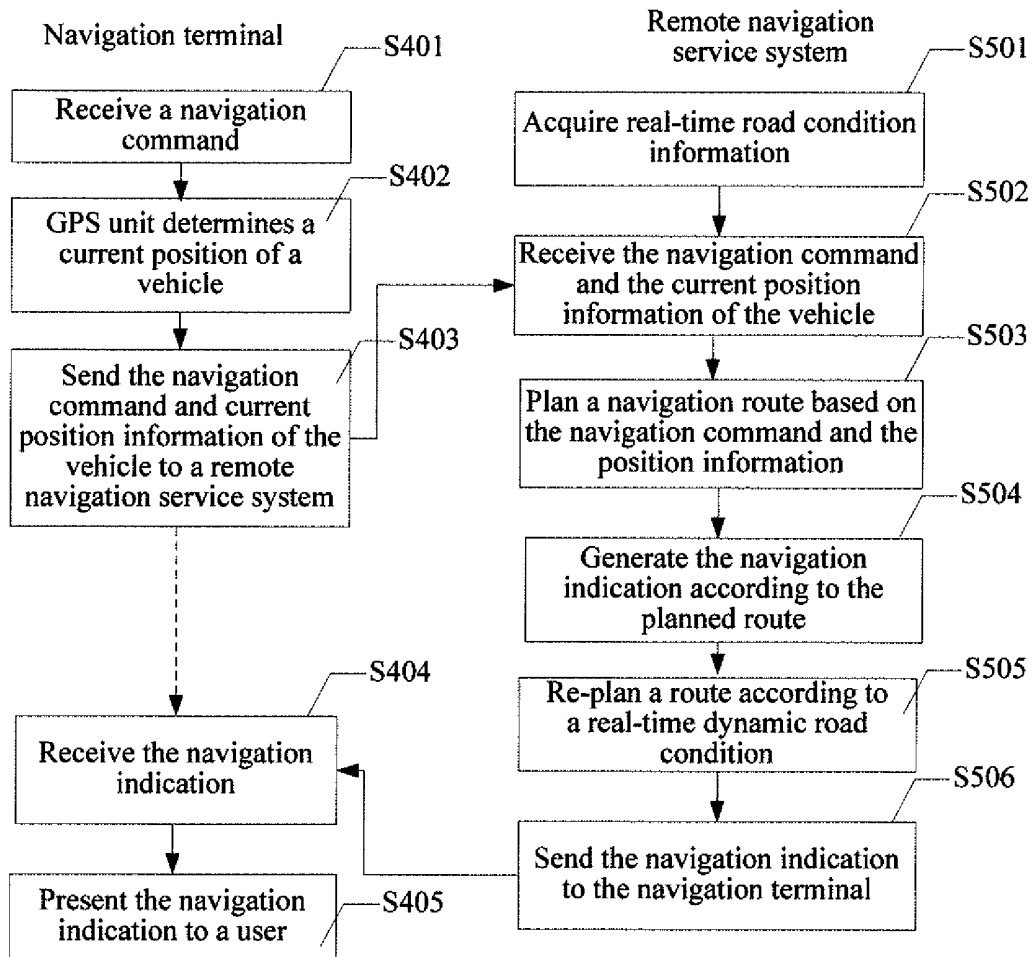 Navigation terminal
S401
Receive a navigation
command
S402
GPS unit determines a
current position of a
vehicle
S403
Send the navigation
command and current
position information of the
vehicle to a remote
navigation service system
S404
Receive the navigation
indication
Present the navigation
indication to a user
S405
Remote navigation
service system
S501
Acquire real-time road condition
information
S502
Receive the navigation command
and the current position
information of the vehicle
S503
Plan a navigation route based on
the navigation command and the
position information
S504
Generate the navigation
indication according to the
planned route
S505
Re-plan a route according to
a real-time dynamic road
condition
S506
Send the navigation indication
to the navigation terminal